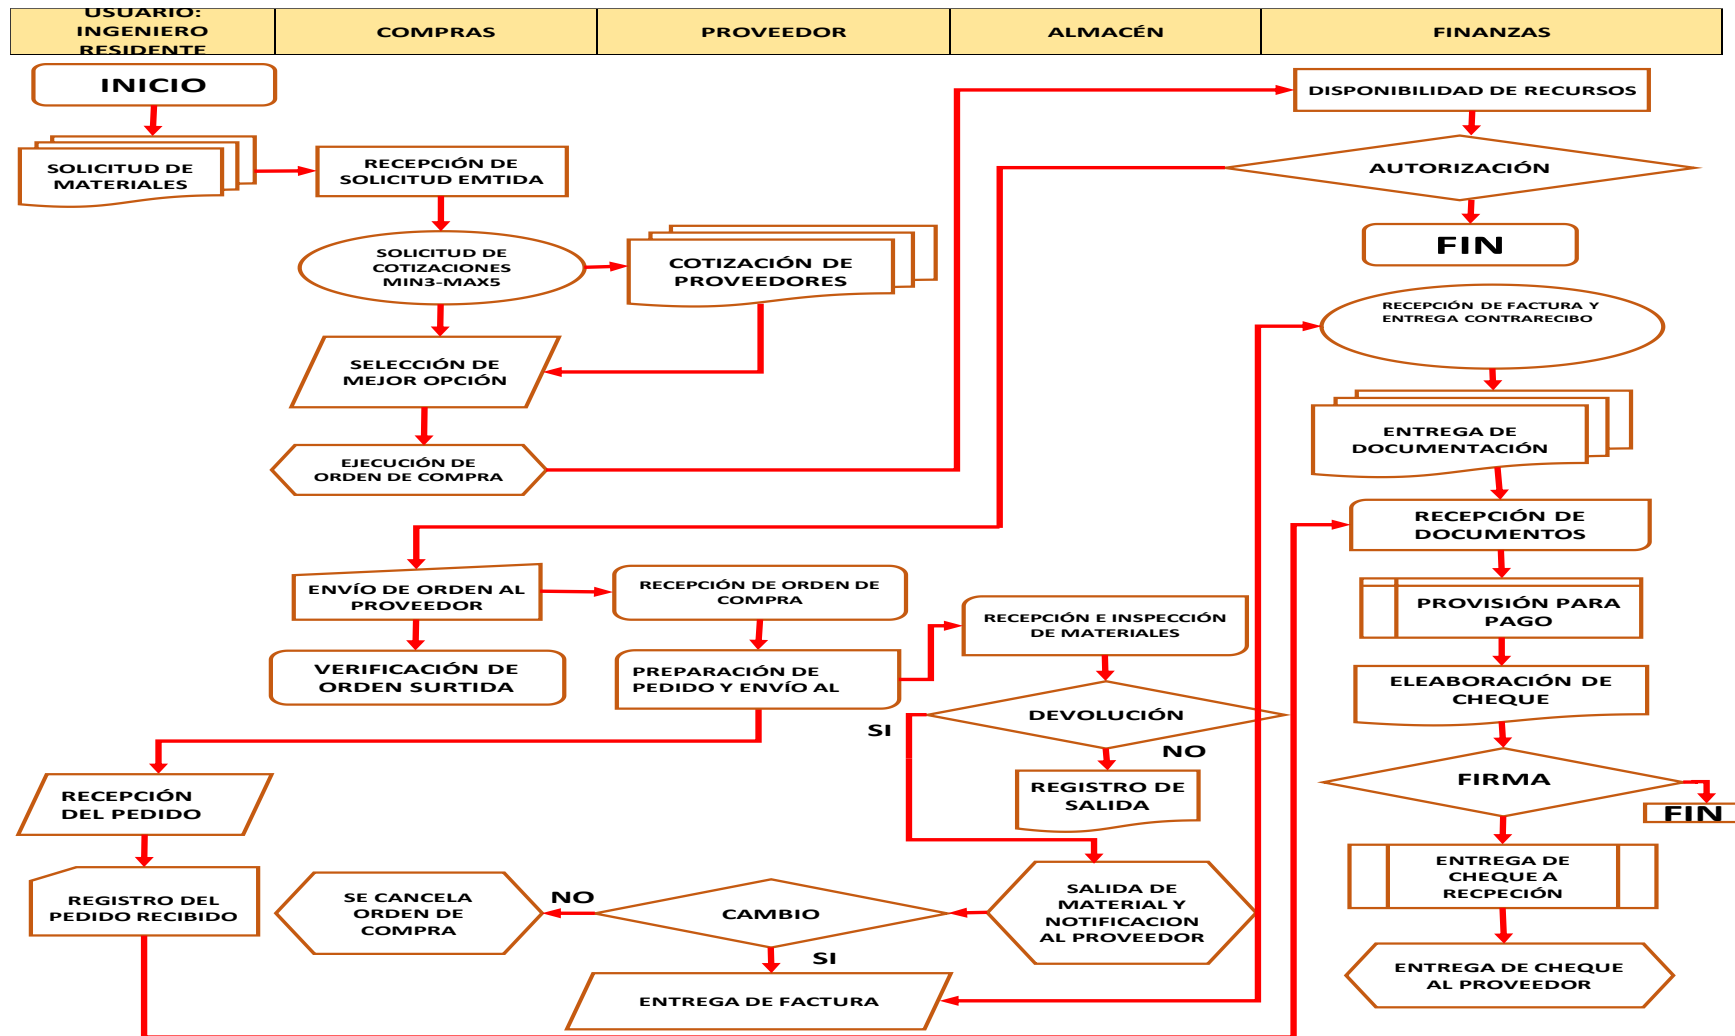 USUARIO:
INGENIERO
RESIDENTE
COMPRAS
PROVEEDOR
ALMACÉN
FINANZAS
INICIO
SOLICITUD DE
MATERIALES
RECEPCIÓN DE
SOLICITUD EMTIDA
SOLICITUD DE
COTIZACIONES
MIN3-MAX5
COTIZACIÓN DE
PROVEEDORES
SELECCIÓN DE
MEJOR OPCIÓN
EJECUCIÓN DE
ORDEN DE COMPRA
DISPONIBILIDAD DE RECURSOS
AUTORIZACIÓN
FIN
RECEPCIÓN DE FACTURA Y
ENTREGA CONTRARECIBO
ENTREGA DE
DOCUMENTACIÓN
RECEPCIÓN DE
DOCUMENTOS
PROVISIÓN PARA
PAGO
ELEABORACIÓN DE
CHEQUE
FIRMA
FIN
ENTREGA DE
CHEQUE A
RECPECIÓN
ENTREGA DE CHEQUE
AL PROVEEDOR
ENVÍO DE ORDEN AL
PROVEEDOR
RECEPCIÓN DE ORDEN DE
COMPRA
VERIFICACIÓN DE
ORDEN SURTIDA
PREPARACIÓN DE
PEDIDO Y ENVÍO AL
RECEPCIÓN E INSPECCIÓN
DE MATERIALES
DEVOLUCIÓN
SI
NO
REGISTRO DE
SALIDA
RECEPCIÓN
DEL PEDIDO
REGISTRO DEL
PEDIDO RECIBIDO
SE CANCELA
ORDEN DE
COMPRA
NO
CAMBIO
SI
SALIDA DE
MATERIAL Y
NOTIFICACION
AL PROVEEDOR
ENTREGA DE FACTURA